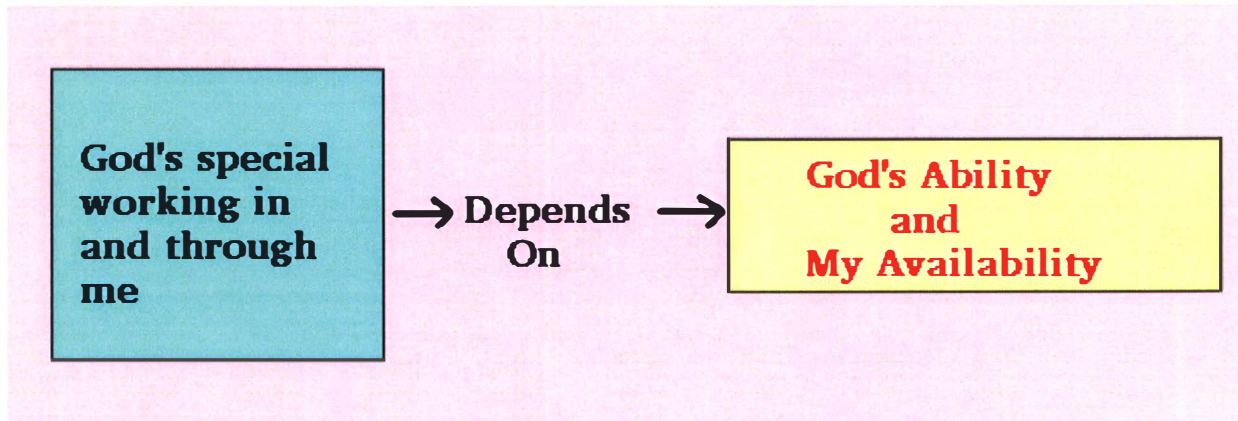 God's special
working in
and through
me
Depends
On
God's Ability
and
My Availability